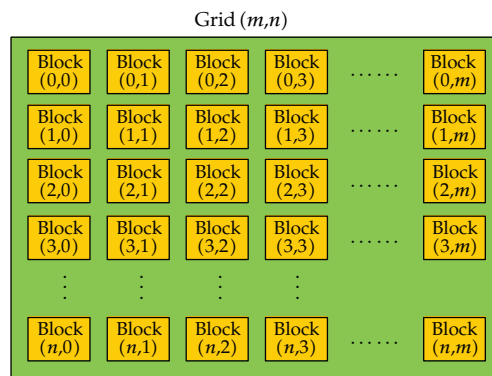 Grid (m,n)
Block Block Block Block Block
(0,0) (0,1) (0,2) (0,3) ...... (0,m)
Block Block Block Block Block
(1,0) (1,1) (1,2) (1,3) ...... (1,m)
Block Block Block Block Block
(2,0) (2,1) (2,2) (2,3) ...... (2,m)
Block Block Block Block Block
(3,0) (3,1) (3,2) (3,3) ...... (3,m)
⋮ ⋮ ⋮ ⋮
Block Block Block Block Block
(n,0) (n,1) (n,2) (n,3) ...... (n,m)